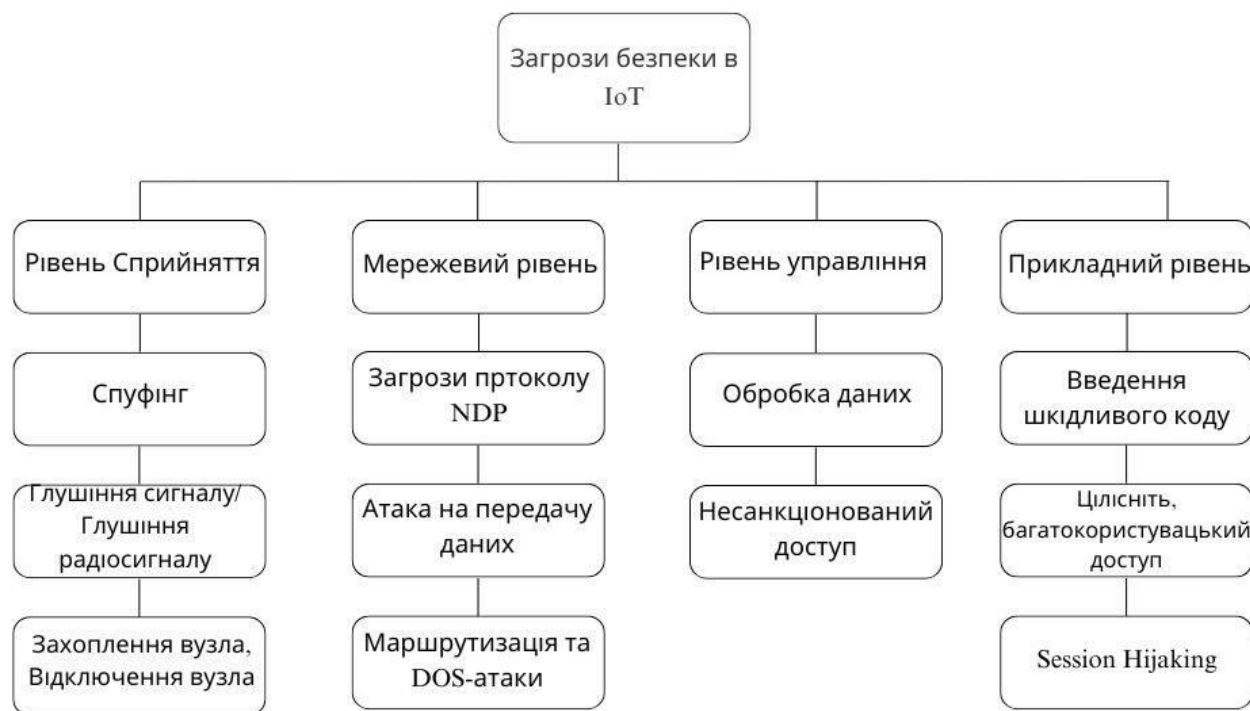 Загрози безпеки в
IoT
Рівень Сприйняття
Мережевий рівень
Рівень управління
Прикладний рівень
Спуфінг
Загрози пртоколу
NDP
Обробка даних
Введення
шкідливого коду
Глушіння сигналу/
Глушіння
радіосигналу
Атака на передачу
даних
Несанкціонований
доступ
Цілісніть,
багатокористувацький
доступ
Захоплення вузла,
Відключення вузла
Маршрутизація та
DOS-атаки
Session Hijaking